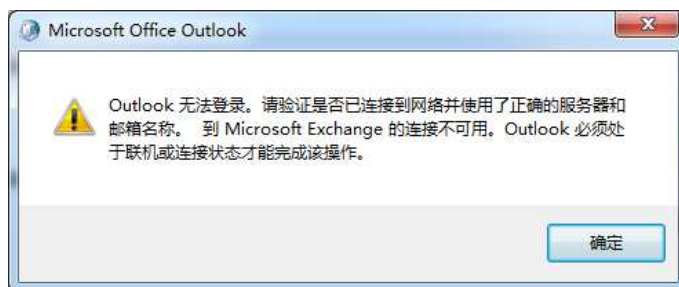 Microsoft Office Outlook
Outlook 无法登录。请验证是否已连接到网络并使用了正确的服务器和
邮箱名称。 到 Microsoft Exchange 的连接不可用。Outlook 必须处
于联机或连接状态才能完成该操作。
确定